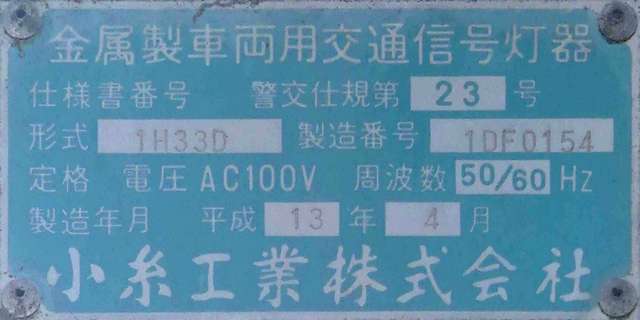 金属製車両用交通信号灯器
仕様書番号 警交仕規第 23 号
形式 1H33D 製造番号 1DF0154
定格 電圧 AC100V 周波数 50/60 Hz
製造年月 平成 13 年 4 月
小糸工業株式会社